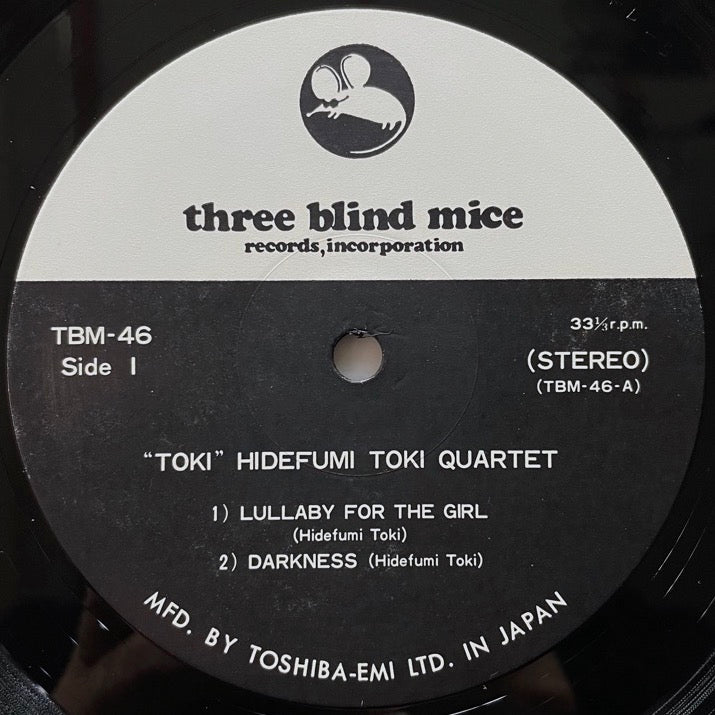 three blind mice
records, incorporation
TBM-46
Side 1
33⅓ r.p.m.
(STEREO)
(TBM-46-A)
“TOKI” HIDEFUMI TOKI QUARTET
1) LULLABY FOR THE GIRL
(Hidefumi Toki)
2) DARKNESS (Hidefumi Toki)
MFD. BY TOSHIBA-EMI LTD. IN JAPAN